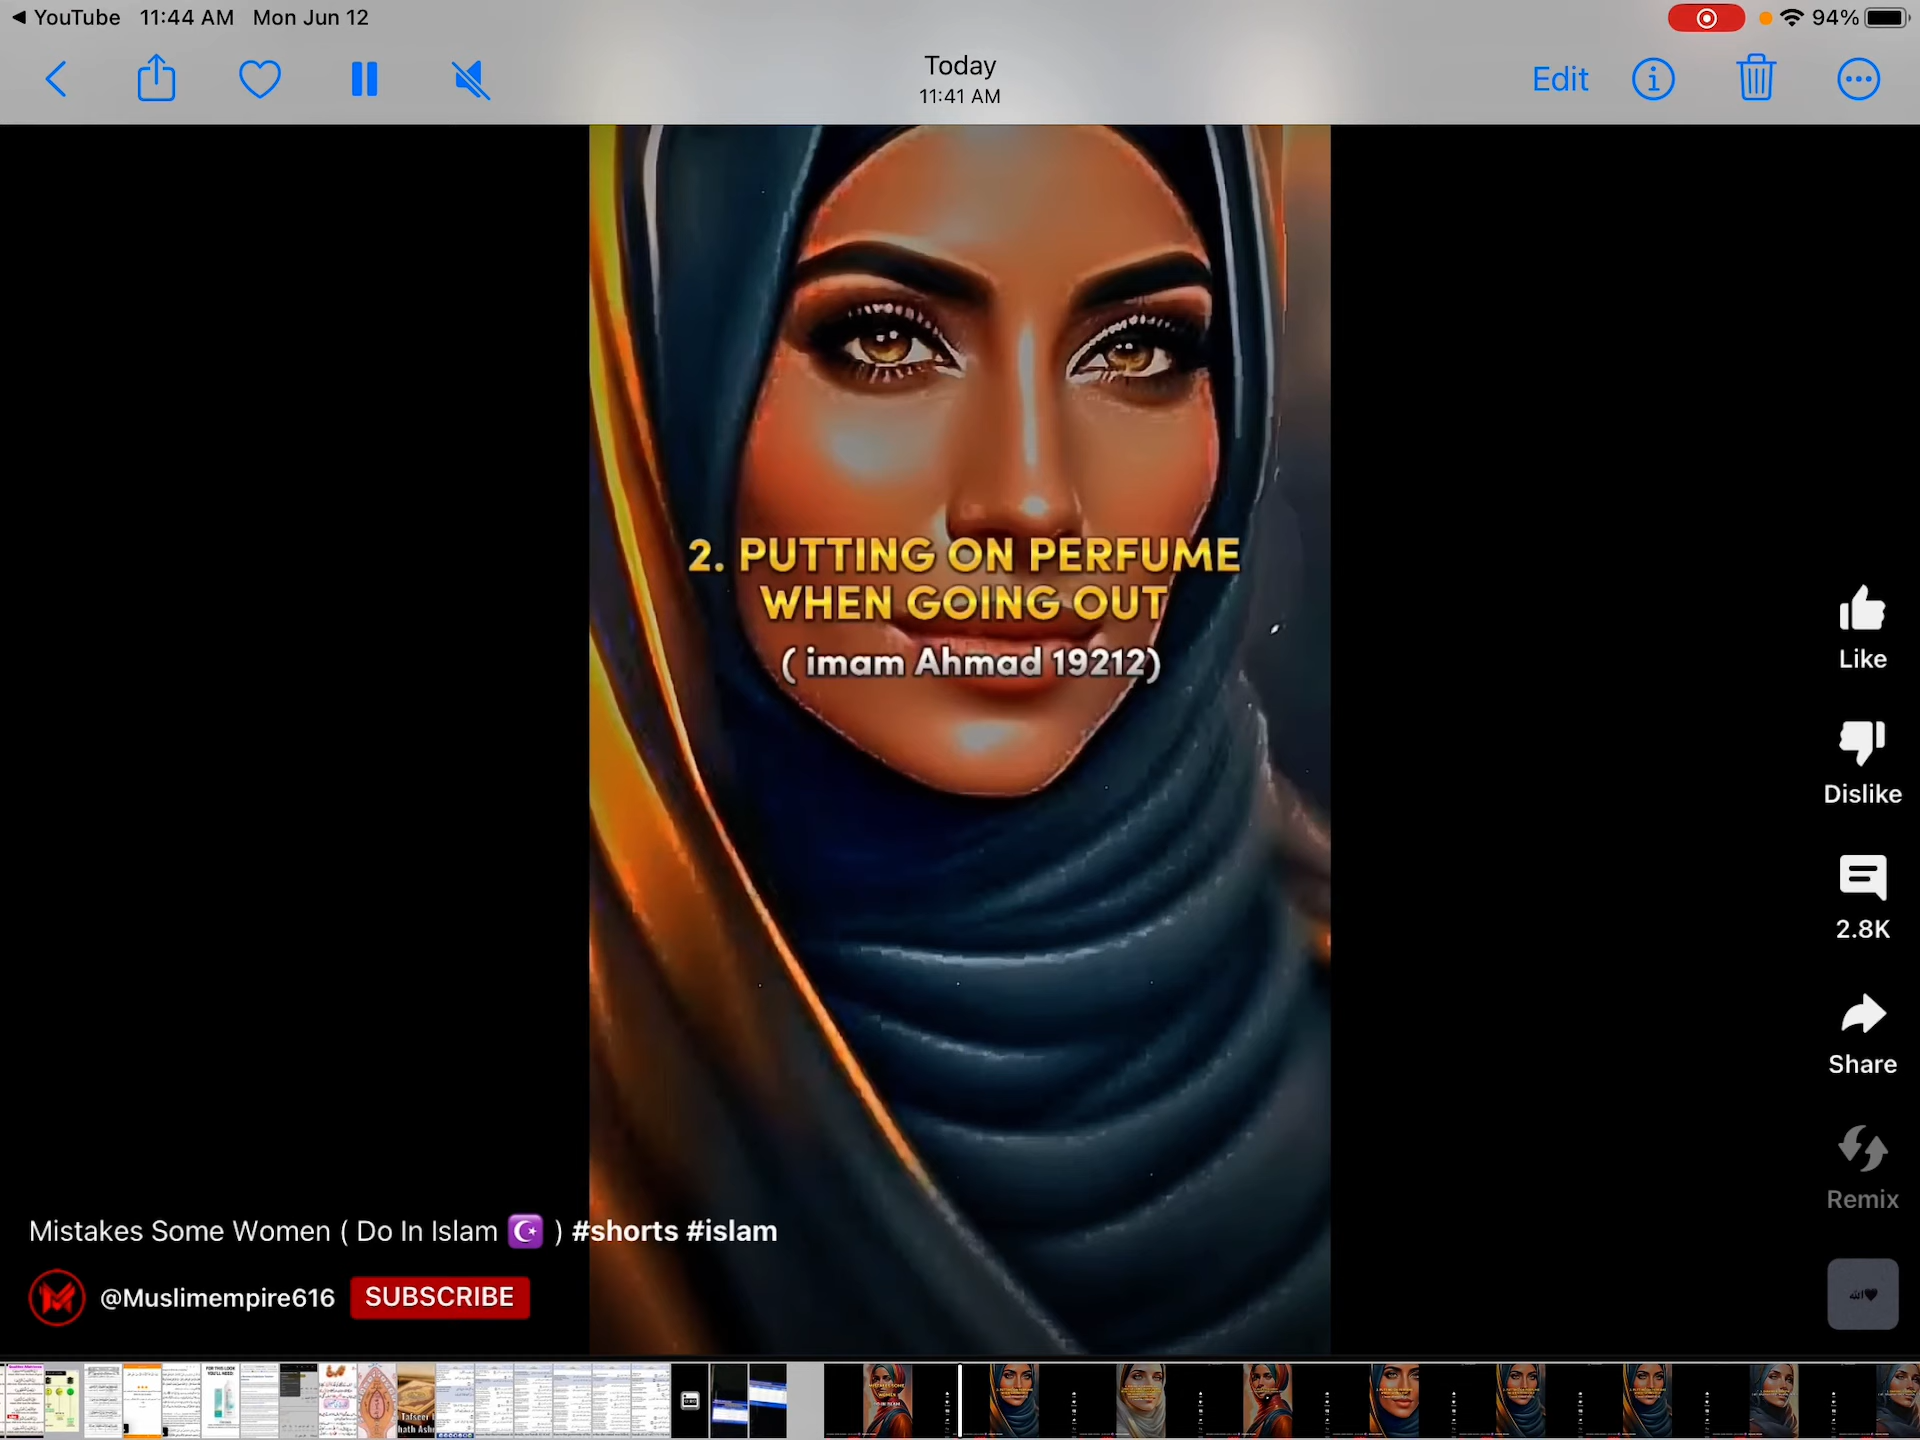 YouTube 11:44 AM Mon Jun 12
94%
Today
11:41 AM
Edit
2. PUTTING ON PERFUME
WHEN GOING OUT
( imam Ahmad 19212)
Like
Dislike
2.8K
Share
Remix
Mistakes Some Women ( Do In Islam ☪️ ) #shorts #islam
@Muslimempire616 SUBSCRIBE
الله🖤